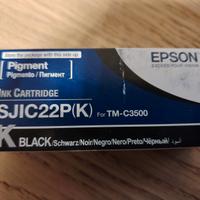 Store the package with this side up
Pigment
Pigmento / Пигмент
EPSON
EXCEED YOUR VISION
INK CARTRIDGE
SJIC22P(K) For TM-C3500
K BLACK/Schwarz/Noir/Negro/Nero/Preto/Чёрный/أسود